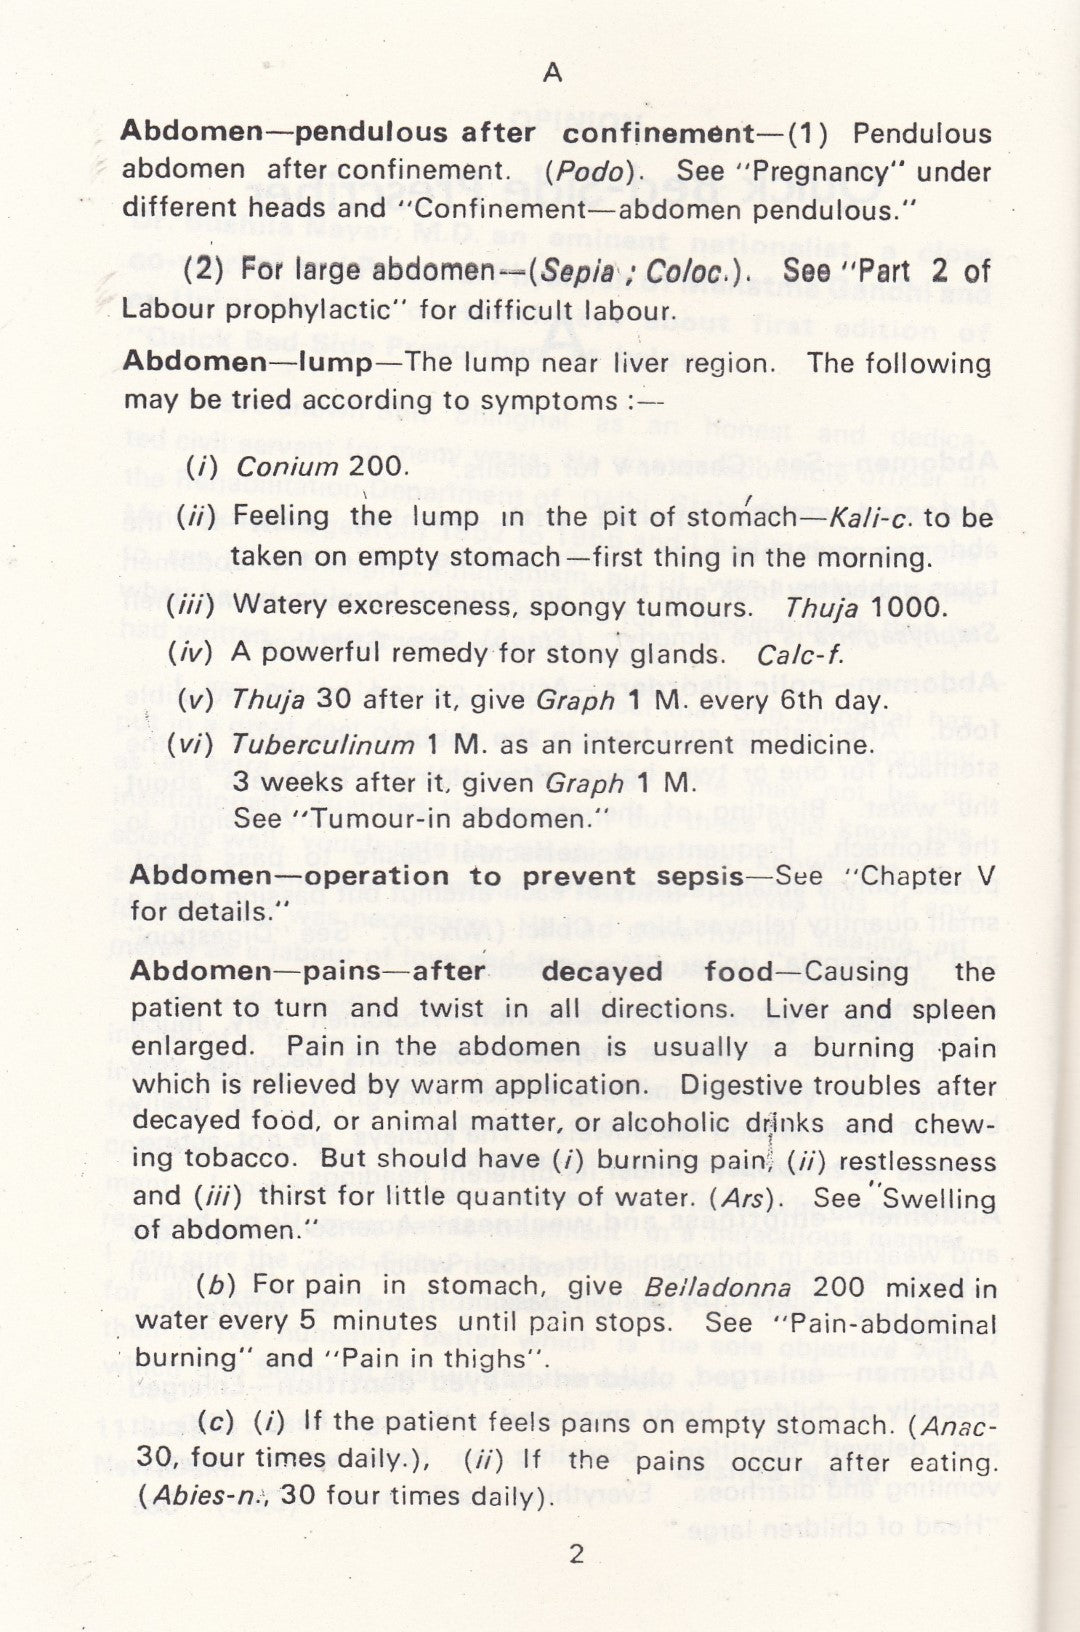 A
Abdomen—pendulous after confinement—(1) Pendulous
abdomen after confinement. (Podo). See "Pregnancy" under
different heads and "Confinement—abdomen pendulous."
(2) For large abdomen—(Sepia ; Coloc.). See "Part 2 of
Labour prophylactic" for difficult labour.
Abdomen—lump—The lump near liver region. The following
may be tried according to symptoms :—
(i) Conium 200.
(ii) Feeling the lump in the pit of stomach—Kali-c. to be
taken on empty stomach—first thing in the morning.
(iii) Watery excresceness, spongy tumours. Thuja 1000.
(iv) A powerful remedy for stony glands. Calc-f.
(v) Thuja 30 after it, give Graph 1 M. every 6th day.
(vi) Tuberculinum 1 M. as an intercurrent medicine.
3 weeks after it, given Graph 1 M.
See "Tumour-in abdomen."
Abdomen—operation to prevent sepsis—See "Chapter V
for details."
Abdomen—pains—after decayed food—Causing the
patient to turn and twist in all directions. Liver and spleen
enlarged. Pain in the abdomen is usually a burning pain
which is relieved by warm application. Digestive troubles after
decayed food, or animal matter, or alcoholic drinks and chew-
ing tobacco. But should have (i) burning pain (ii) restlessness
and (iii) thirst for little quantity of water. (Ars). See "Swelling
of abdomen."
(b) For pain in stomach, give Belladonna 200 mixed in
water every 5 minutes until pain stops. See "Pain-abdominal
burning" and "Pain in thighs".
(c) (i) If the patient feels pains on empty stomach. (Anac-
30, four times daily.), (ii) If the pains occur after eating.
(Abies-n., 30 four times daily).
2